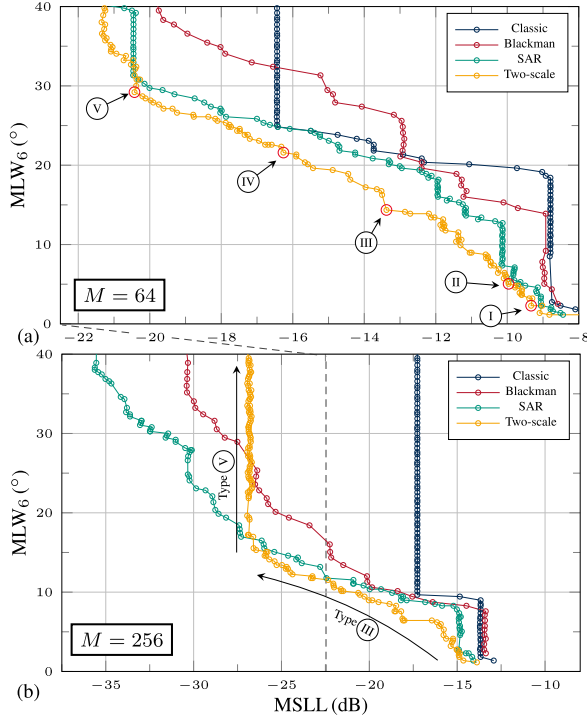 40
30
20
10
0
MLW6 (°)
Classic
Blackman
SAR
Two-scale
V
IV
III
II
I
M = 64
(a)
−22 −20 −18 −16 −14 −12 −10 −8
40
30
20
10
0
MLW6 (°)
Classic
Blackman
SAR
Two-scale
Type V
Type III
M = 256
(b)
−35 −30 −25 −20 −15 −10
MSLL (dB)